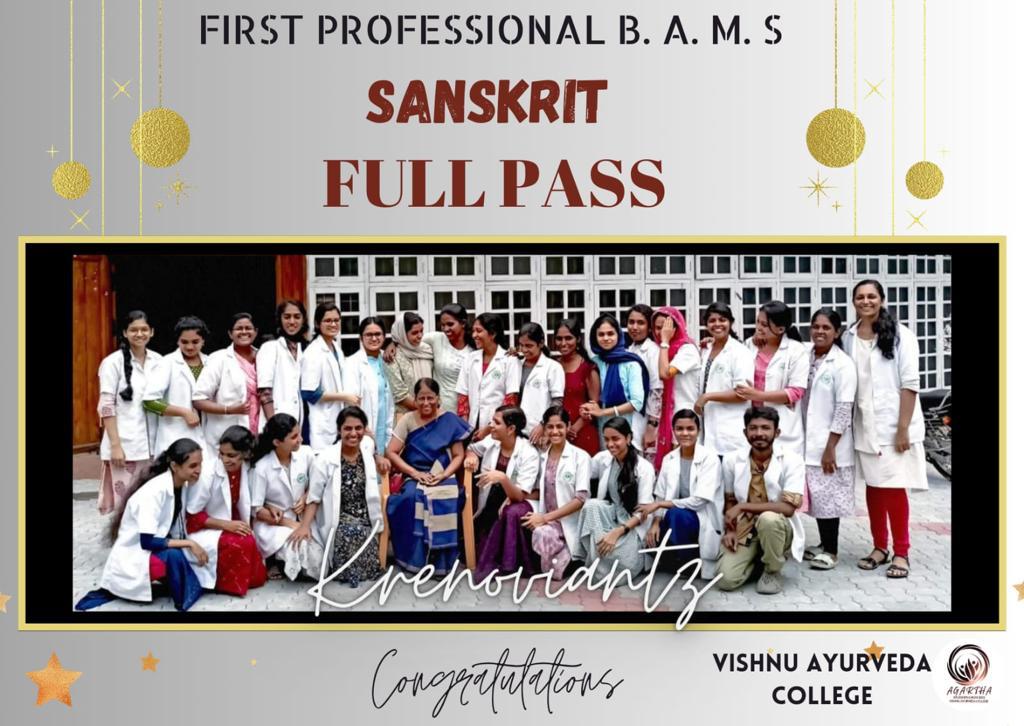 FIRST PROFESSIONAL B. A. M. S
SANSKRIT
FULL PASS
Krenoviantz
Congratulations
VISHNU AYURVEDA
COLLEGE
AGARTHA